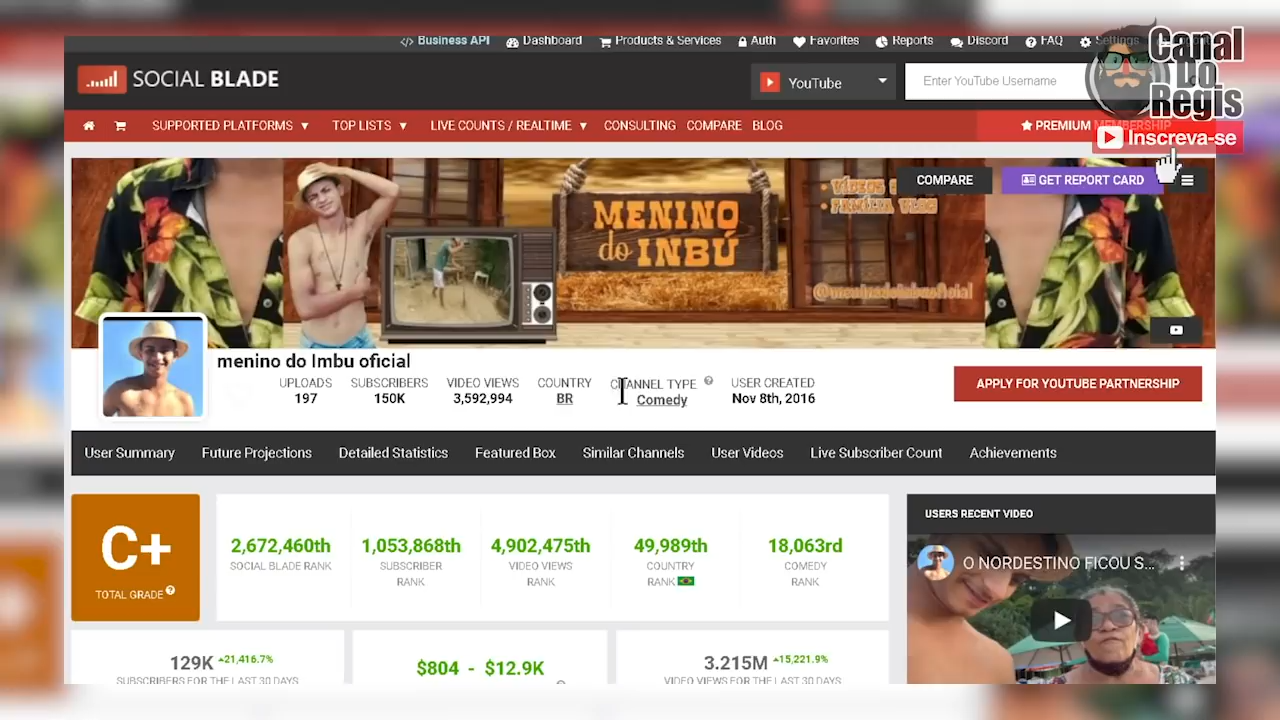 Business API Dashboard Products & Services Auth Favorites Reports Discord FAQ Settings
Canal
Do
Regis
Inscreva-se
SOCIAL BLADE
YouTube
Enter YouTube Username
SUPPORTED PLATFORMS TOP LISTS LIVE COUNTS / REALTIME CONSULTING COMPARE BLOG
PREMIUM MEMBERSHIP
COMPARE
GET REPORT CARD
MENINO
do INBÚ
• VÍDEOS
• FAMÍLIA VLOG
@meninodoimbuoficial
menino do Imbu oficial
UPLOADS SUBSCRIBERS VIDEO VIEWS COUNTRY CHANNEL TYPE USER CREATED
197 150K 3,592,994 BR Comedy Nov 8th, 2016
APPLY FOR YOUTUBE PARTNERSHIP
User Summary Future Projections Detailed Statistics Featured Box Similar Channels User Videos Live Subscriber Count Achievements
C+
TOTAL GRADE
2,672,460th 1,053,868th 4,902,475th 49,989th 18,063rd
SOCIAL BLADE RANK SUBSCRIBER VIDEO VIEWS COUNTRY COMEDY
RANK RANK RANK RANK
USERS RECENT VIDEO
O NORDESTINO FICOU S...
129K 21,416.7%
SUBSCRIBERS FOR THE LAST 30 DAYS
$804 - $12.9K
3.215M 15,221.9%
VIDEO VIEWS FOR THE LAST 30 DAYS